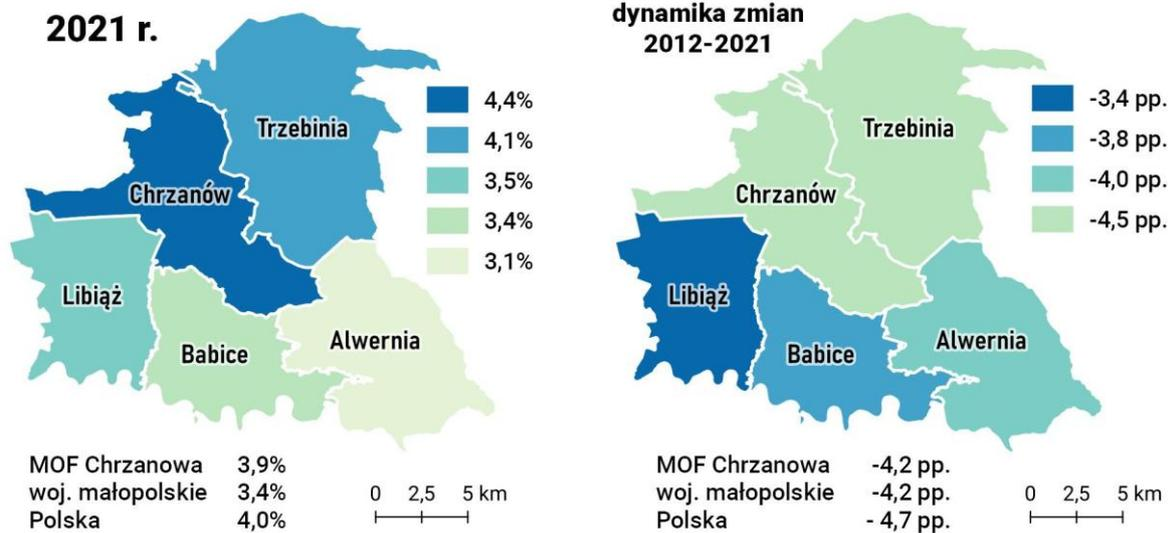 2021 r.
Trzebinia
Chrzanów
Libiąż
Babice
Alwernia
4,4%
4,1%
3,5%
3,4%
3,1%
MOF Chrzanowa 3,9%
woj. małopolskie 3,4%
Polska 4,0%
0 2,5 5 km
dynamika zmian
2012-2021
Trzebinia
Chrzanów
Libiąż
Babice
Alwernia
-3,4 pp.
-3,8 pp.
-4,0 pp.
-4,5 pp.
MOF Chrzanowa -4,2 pp.
woj. małopolskie -4,2 pp.
Polska - 4,7 pp.
0 2,5 5 km